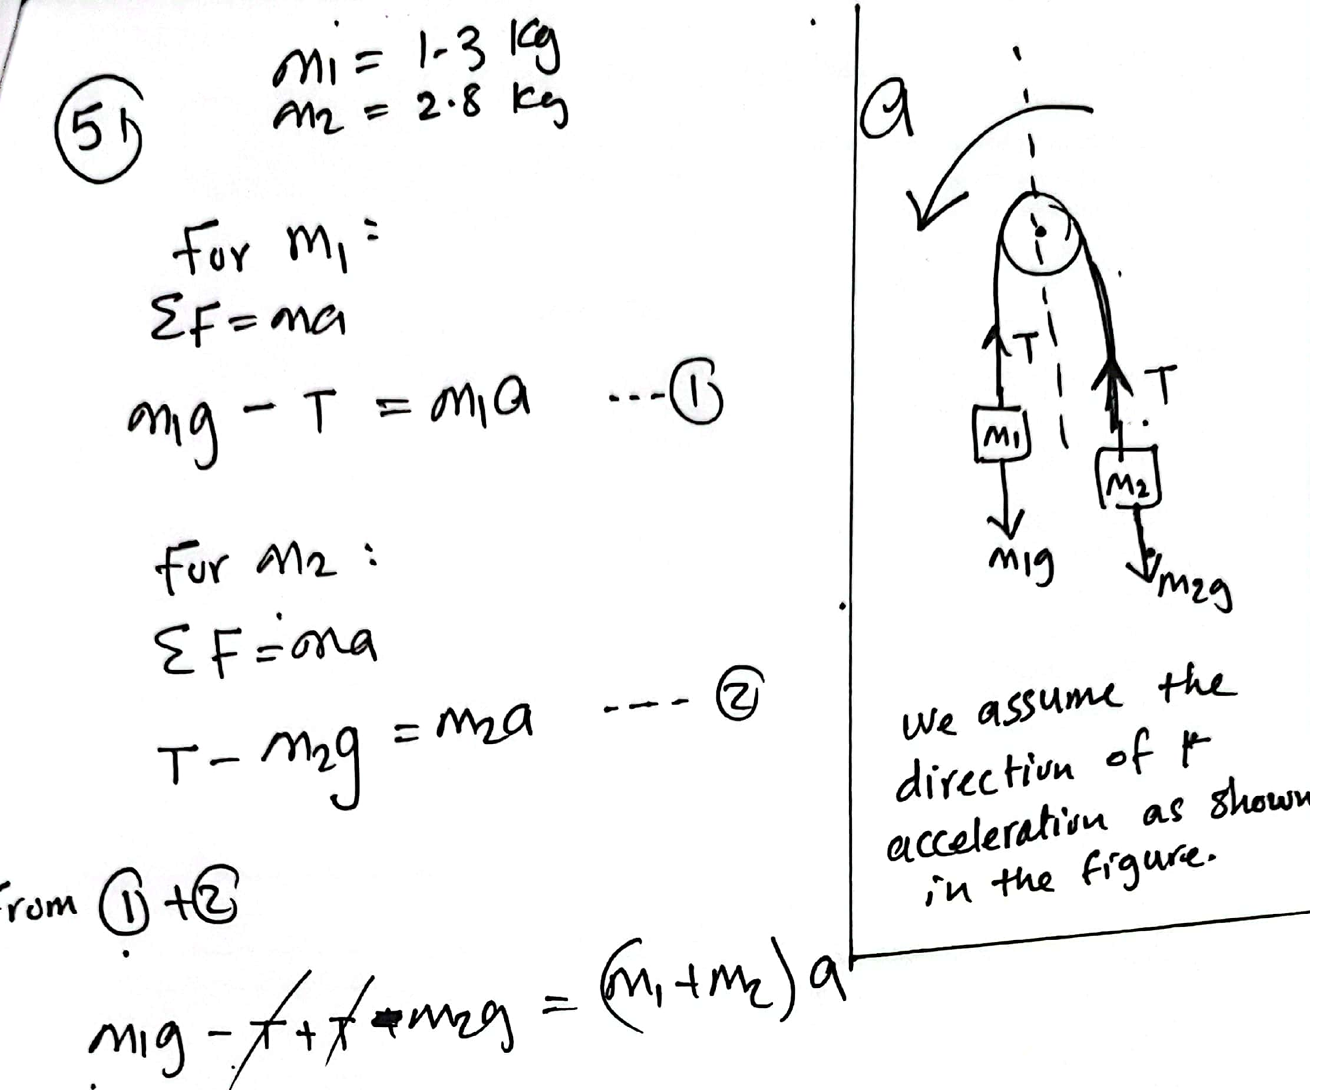 51
m1 = 1.3 kg
m2 = 2.8 kg
For m1 :
ΣF = ma
m1g - T = m1a ---- ①
For m2 :
ΣF = ma
T - m2g = m2a ---- ②
From ① + ②
m1g - T + T - m2g = (m1 + m2) a
a
T
T
m1
m2
m1g
m2g
we assume the
direction of
acceleration as shown
in the figure.